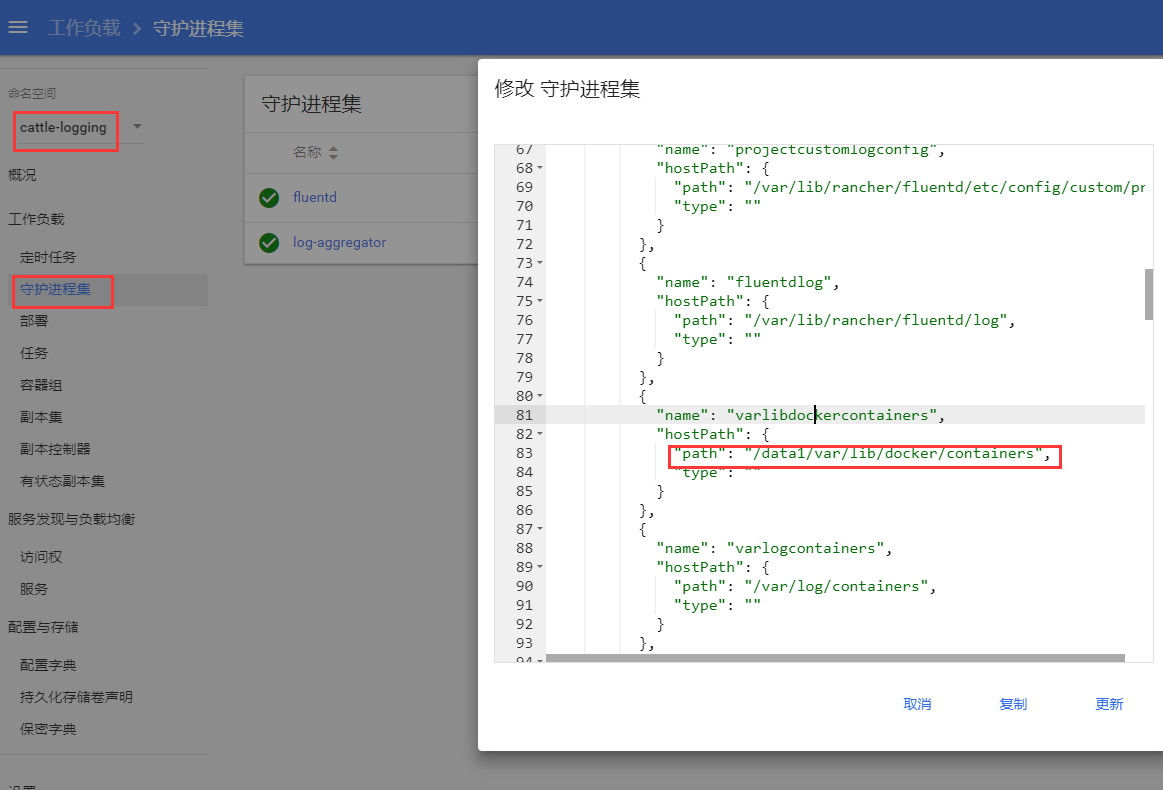 工作负载 > 守护进程集
命名空间
cattle-logging
概况
工作负载
定时任务
守护进程集
部署
任务
容器组
副本集
副本控制器
有状态副本集
服务发现与负载均衡
访问权
服务
配置与存储
配置字典
持久化存储卷声明
保密字典
设置
守护进程集
名称
fluentd
log-aggregator
修改 守护进程集
67 "name": "projectcustomlogconfig",
68 "hostPath": {
69 "path": "/var/lib/rancher/fluentd/etc/config/custom/pr
70 "type": ""
71 }
72 },
73 {
74 "name": "fluentdlog",
75 "hostPath": {
76 "path": "/var/lib/rancher/fluentd/log",
77 "type": ""
78 }
79 },
80 {
81 "name": "varlibdockercontainers",
82 "hostPath": {
83 "path": "/data1/var/lib/docker/containers",
84 "type": ""
85 }
86 },
87 {
88 "name": "varlogcontainers",
89 "hostPath": {
90 "path": "/var/log/containers",
91 "type": ""
92 }
93 },
94
取消 复制 更新